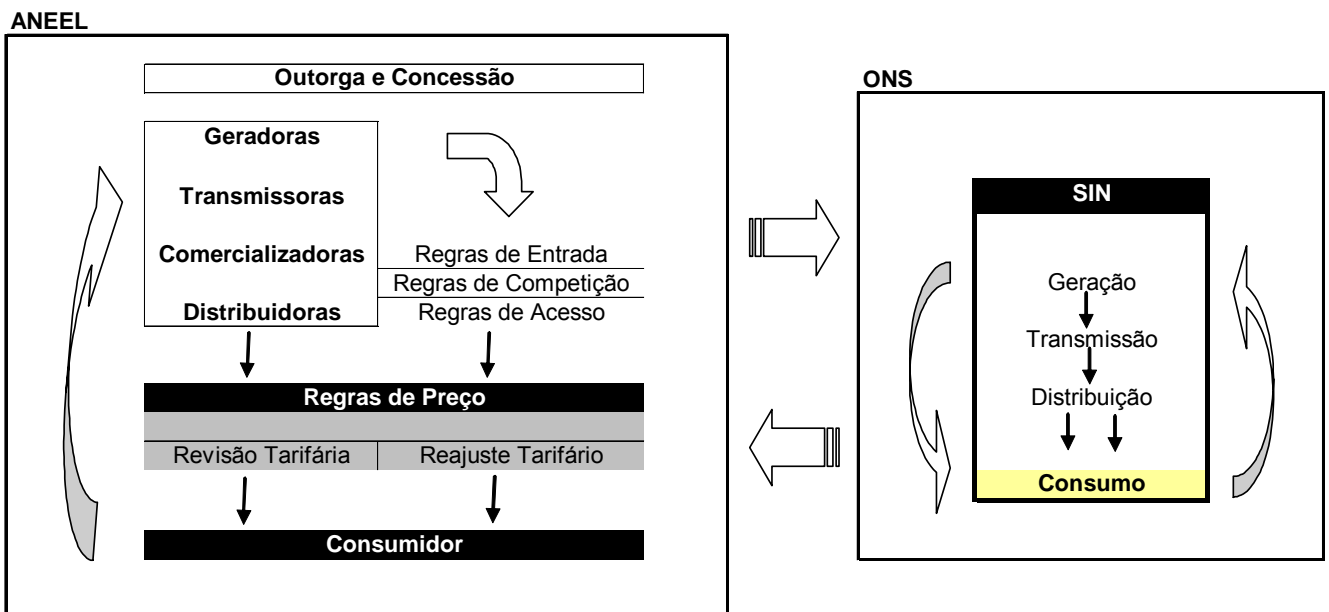 ANEEL
Outorga e Concessão
Geradoras
Transmissoras
Comercializadoras
Distribuidoras
Regras de Entrada
Regras de Competição
Regras de Acesso
Regras de Preço
Revisão Tarifária
Reajuste Tarifário
Consumidor
ONS
SIN
Geração
Transmissão
Distribuição
Consumo